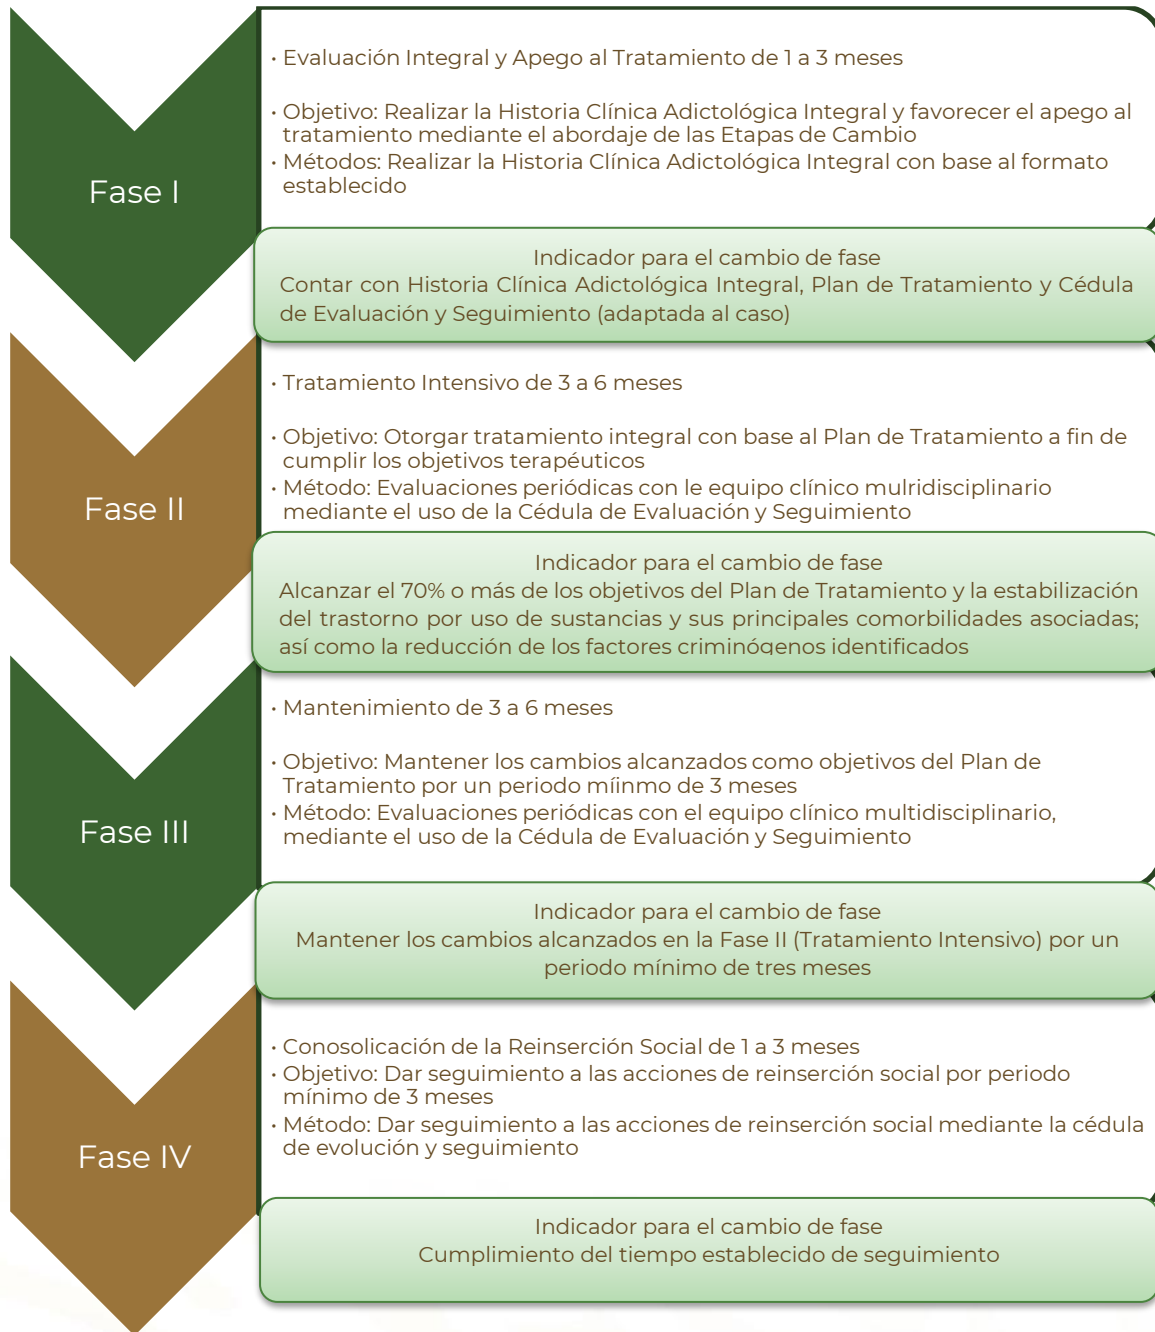 Fase I
• Evaluación Integral y Apego al Tratamiento de 1 a 3 meses
• Objetivo: Realizar la Historia Clínica Adictológica Integral y favorecer el apego al
tratamiento mediante el abordaje de las Etapas de Cambio
• Métodos: Realizar la Historia Clínica Adictológica Integral con base al formato
establecido
Indicador para el cambio de fase
Contar con Historia Clínica Adictológica Integral, Plan de Tratamiento y Cédula
de Evaluación y Seguimiento (adaptada al caso)
Fase II
• Tratamiento Intensivo de 3 a 6 meses
• Objetivo: Otorgar tratamiento integral con base al Plan de Tratamiento a fin de
cumplir los objetivos terapéuticos
• Método: Evaluaciones periódicas con le equipo clínico mulridisciplinario
mediante el uso de la Cédula de Evaluación y Seguimiento
Indicador para el cambio de fase
Alcanzar el 70% o más de los objetivos del Plan de Tratamiento y la estabilización
del trastorno por uso de sustancias y sus principales comorbilidades asociadas;
así como la reducción de los factores criminógenos identificados
Fase III
• Mantenimiento de 3 a 6 meses
• Objetivo: Mantener los cambios alcanzados como objetivos del Plan de
Tratamiento por un periodo míinmo de 3 meses
• Método: Evaluaciones periódicas con el equipo clínico multidisciplinario,
mediante el uso de la Cédula de Evaluación y Seguimiento
Indicador para el cambio de fase
Mantener los cambios alcanzados en la Fase II (Tratamiento Intensivo) por un
periodo mínimo de tres meses
Fase IV
• Conosolicación de la Reinserción Social de 1 a 3 meses
• Objetivo: Dar seguimiento a las acciones de reinserción social por periodo
mínimo de 3 meses
• Método: Dar seguimiento a las acciones de reinserción social mediante la cédula
de evolución y seguimiento
Indicador para el cambio de fase
Cumplimiento del tiempo establecido de seguimiento